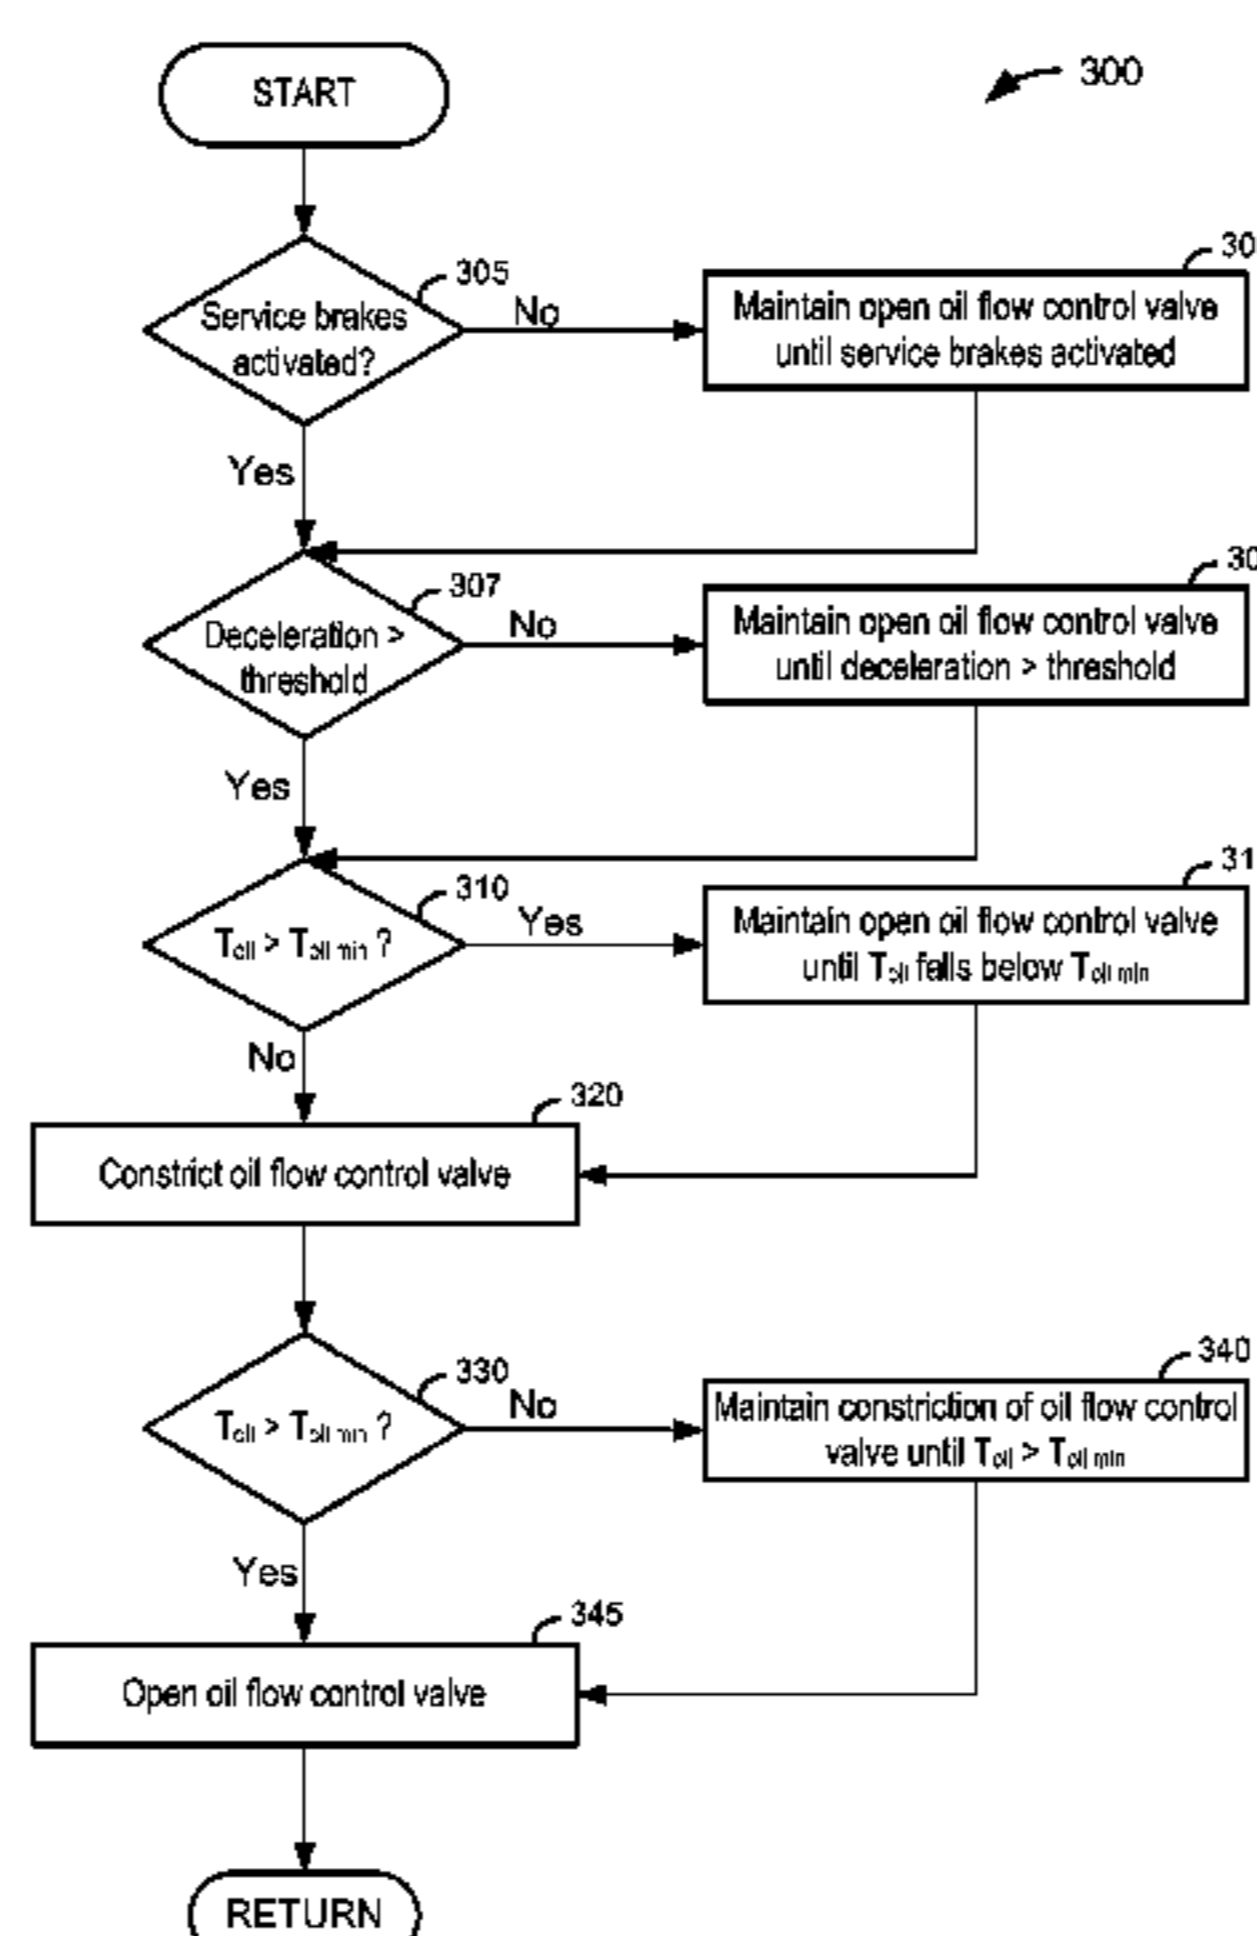 START
300
305
Service brakes
activated?
No
30
Maintain open oil flow control valve
until service brakes activated
Yes
307
Deceleration >
threshold
No
30
Maintain open oil flow control valve
until deceleration > threshold
Yes
310
Toil > Toil min ?
Yes
31
Maintain open oil flow control valve
until Toil falls below Toil min
No
320
Constrict oil flow control valve
330
Toil > Toil min ?
No
340
Maintain constriction of oil flow control
valve until Toil > Toil min
Yes
345
Open oil flow control valve
RETURN